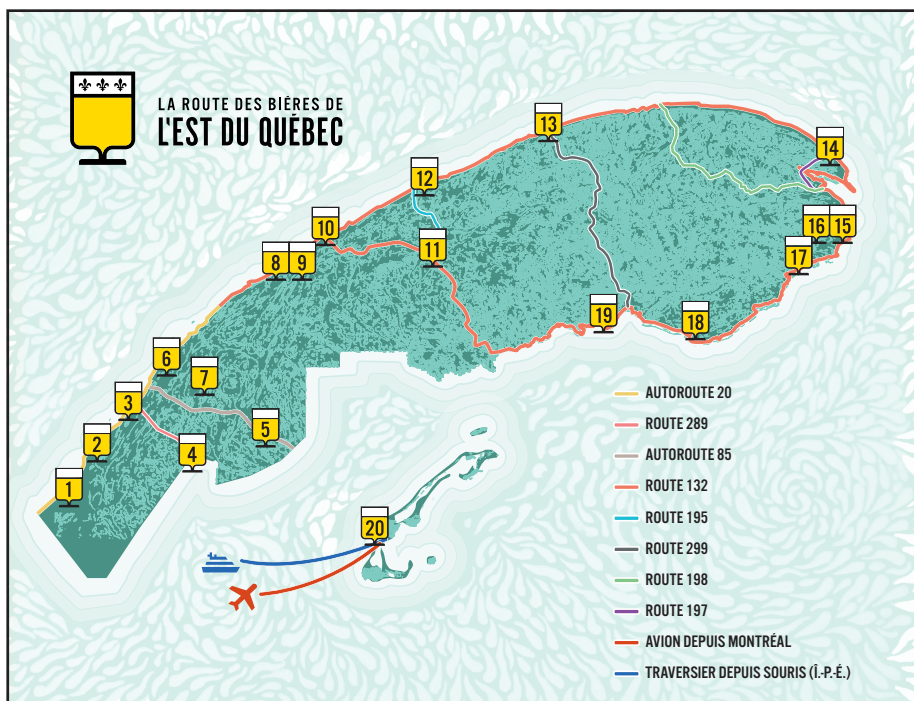 LA ROUTE DES BIÈRES DE
L'EST DU QUÉBEC
13
14
12
10
16
15
11
8
9
17
19
18
6
7
3
5
2
4
1
20
AUTOROUTE 20
ROUTE 289
AUTOROUTE 85
ROUTE 132
ROUTE 195
ROUTE 299
ROUTE 198
ROUTE 197
AVION DEPUIS MONTRÉAL
TRAVERSIER DEPUIS SOURIS (Î.-P.-É.)